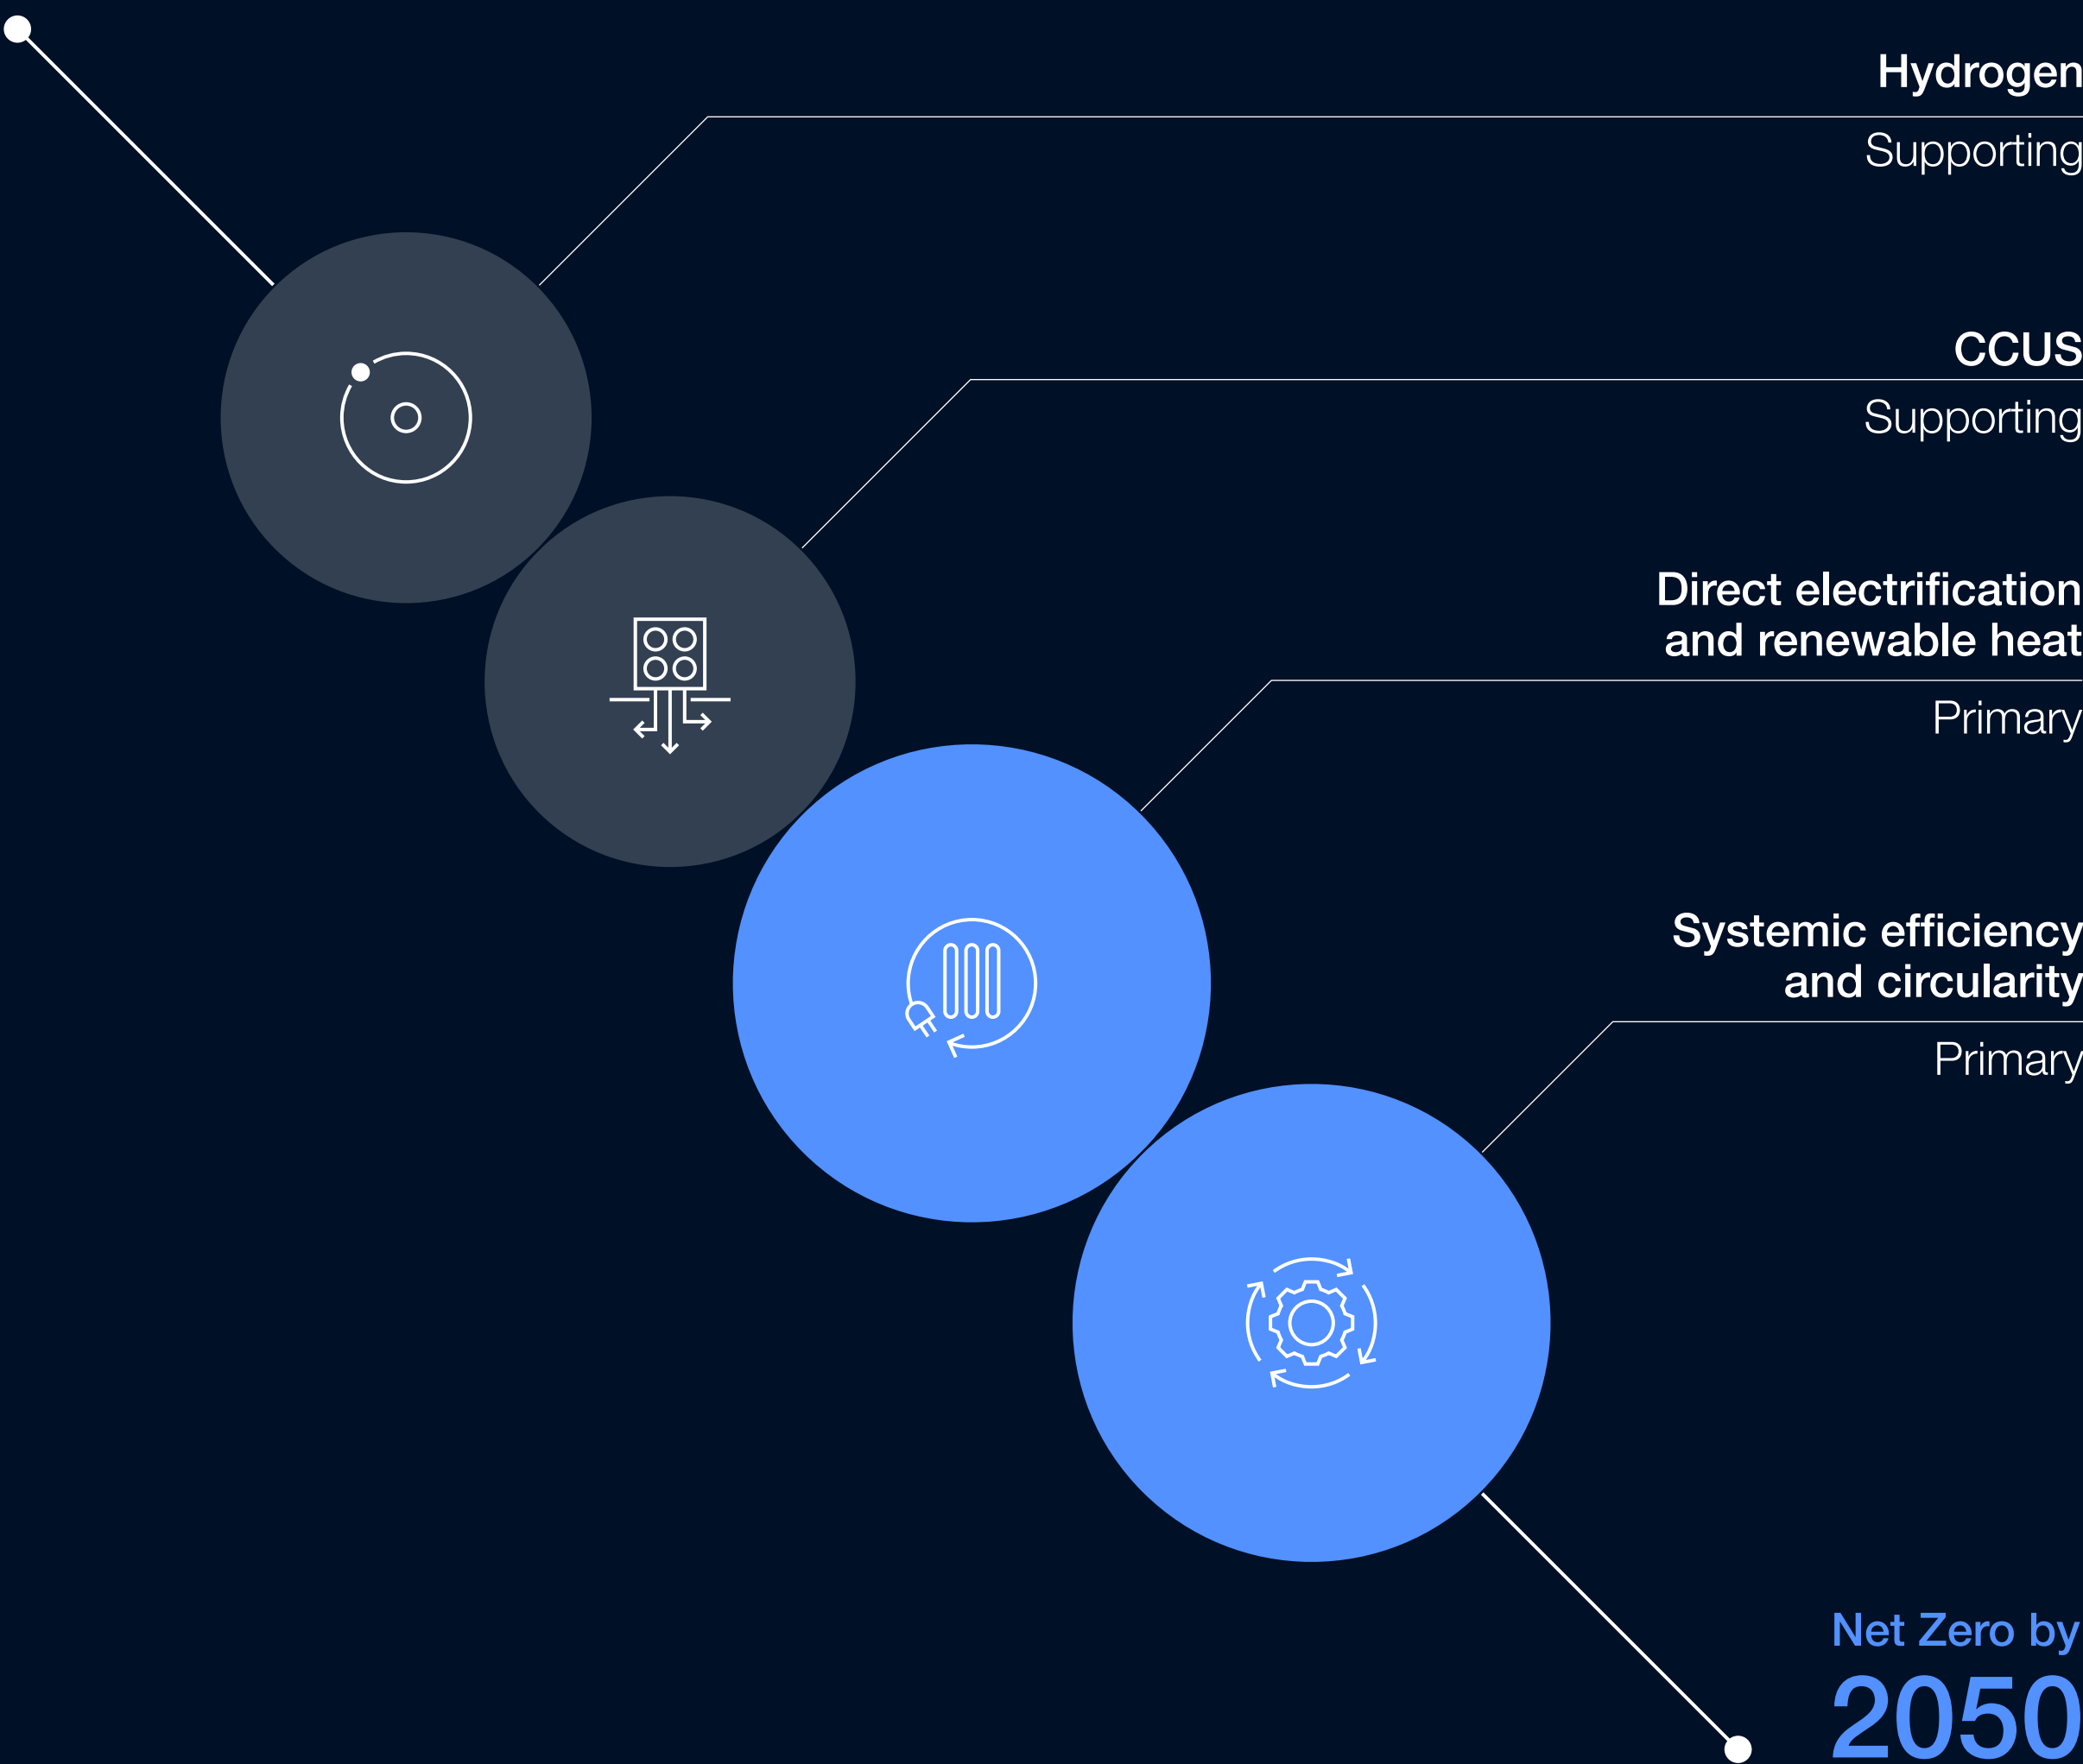 Hydrogen
Supporting
CCUS
Supporting
Direct electrification
and renewable heat
Primary
Systemic efficiency
and circularity
Primary
Net Zero by
2050